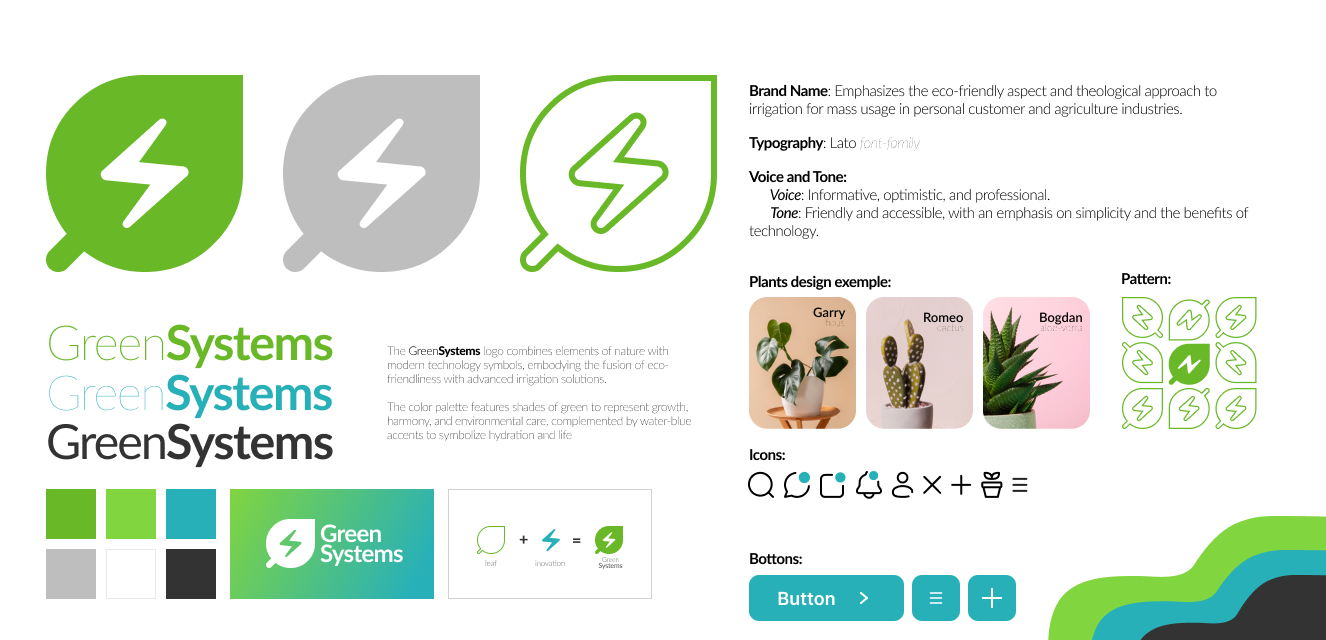 Brand Name: Emphasizes the eco-friendly aspect and theological approach to
irrigation for mass usage in personal customer and agriculture industries.
Typography: Lato font-family
Voice and Tone:
Voice: Informative, optimistic, and professional.
Tone: Friendly and accessible, with an emphasis on simplicity and the benefits of
technology.
GreenSystems
GreenSystems
GreenSystems
The GreenSystems logo combines elements of nature with
modern technology symbols, embodying the fusion of eco-
friendliness with advanced irrigation solutions.
The color palette features shades of green to represent growth,
harmony, and environmental care, complemented by water-blue
accents to symbolize hydration and life
Green
Systems
+
=
leaf
inovation
Green
Systems
Plants design exemple:
Garry
Romeo
cactus
Bogdan
Pattern:
Icons:
Bottons:
Button